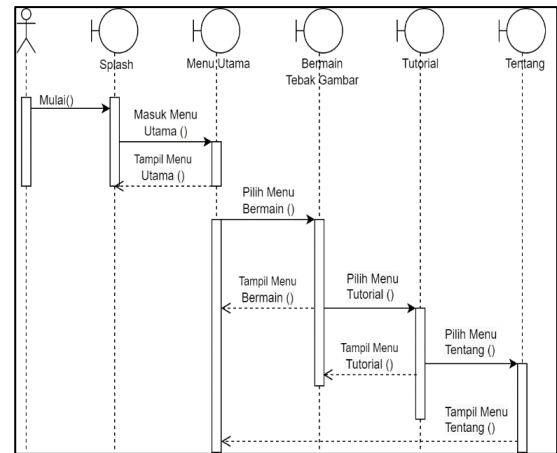 Splash
Menu Utama
Bermain
Tebak Gambar
Tutorial
Tentang
Mulai()
Masuk Menu
Utama ()
Tampil Menu
Utama ()
Pilih Menu
Bermain ()
Tampil Menu
Bermain ()
Pilih Menu
Tutorial ()
Tampil Menu
Tutorial ()
Pilih Menu
Tentang ()
Tampil Menu
Tentang ()